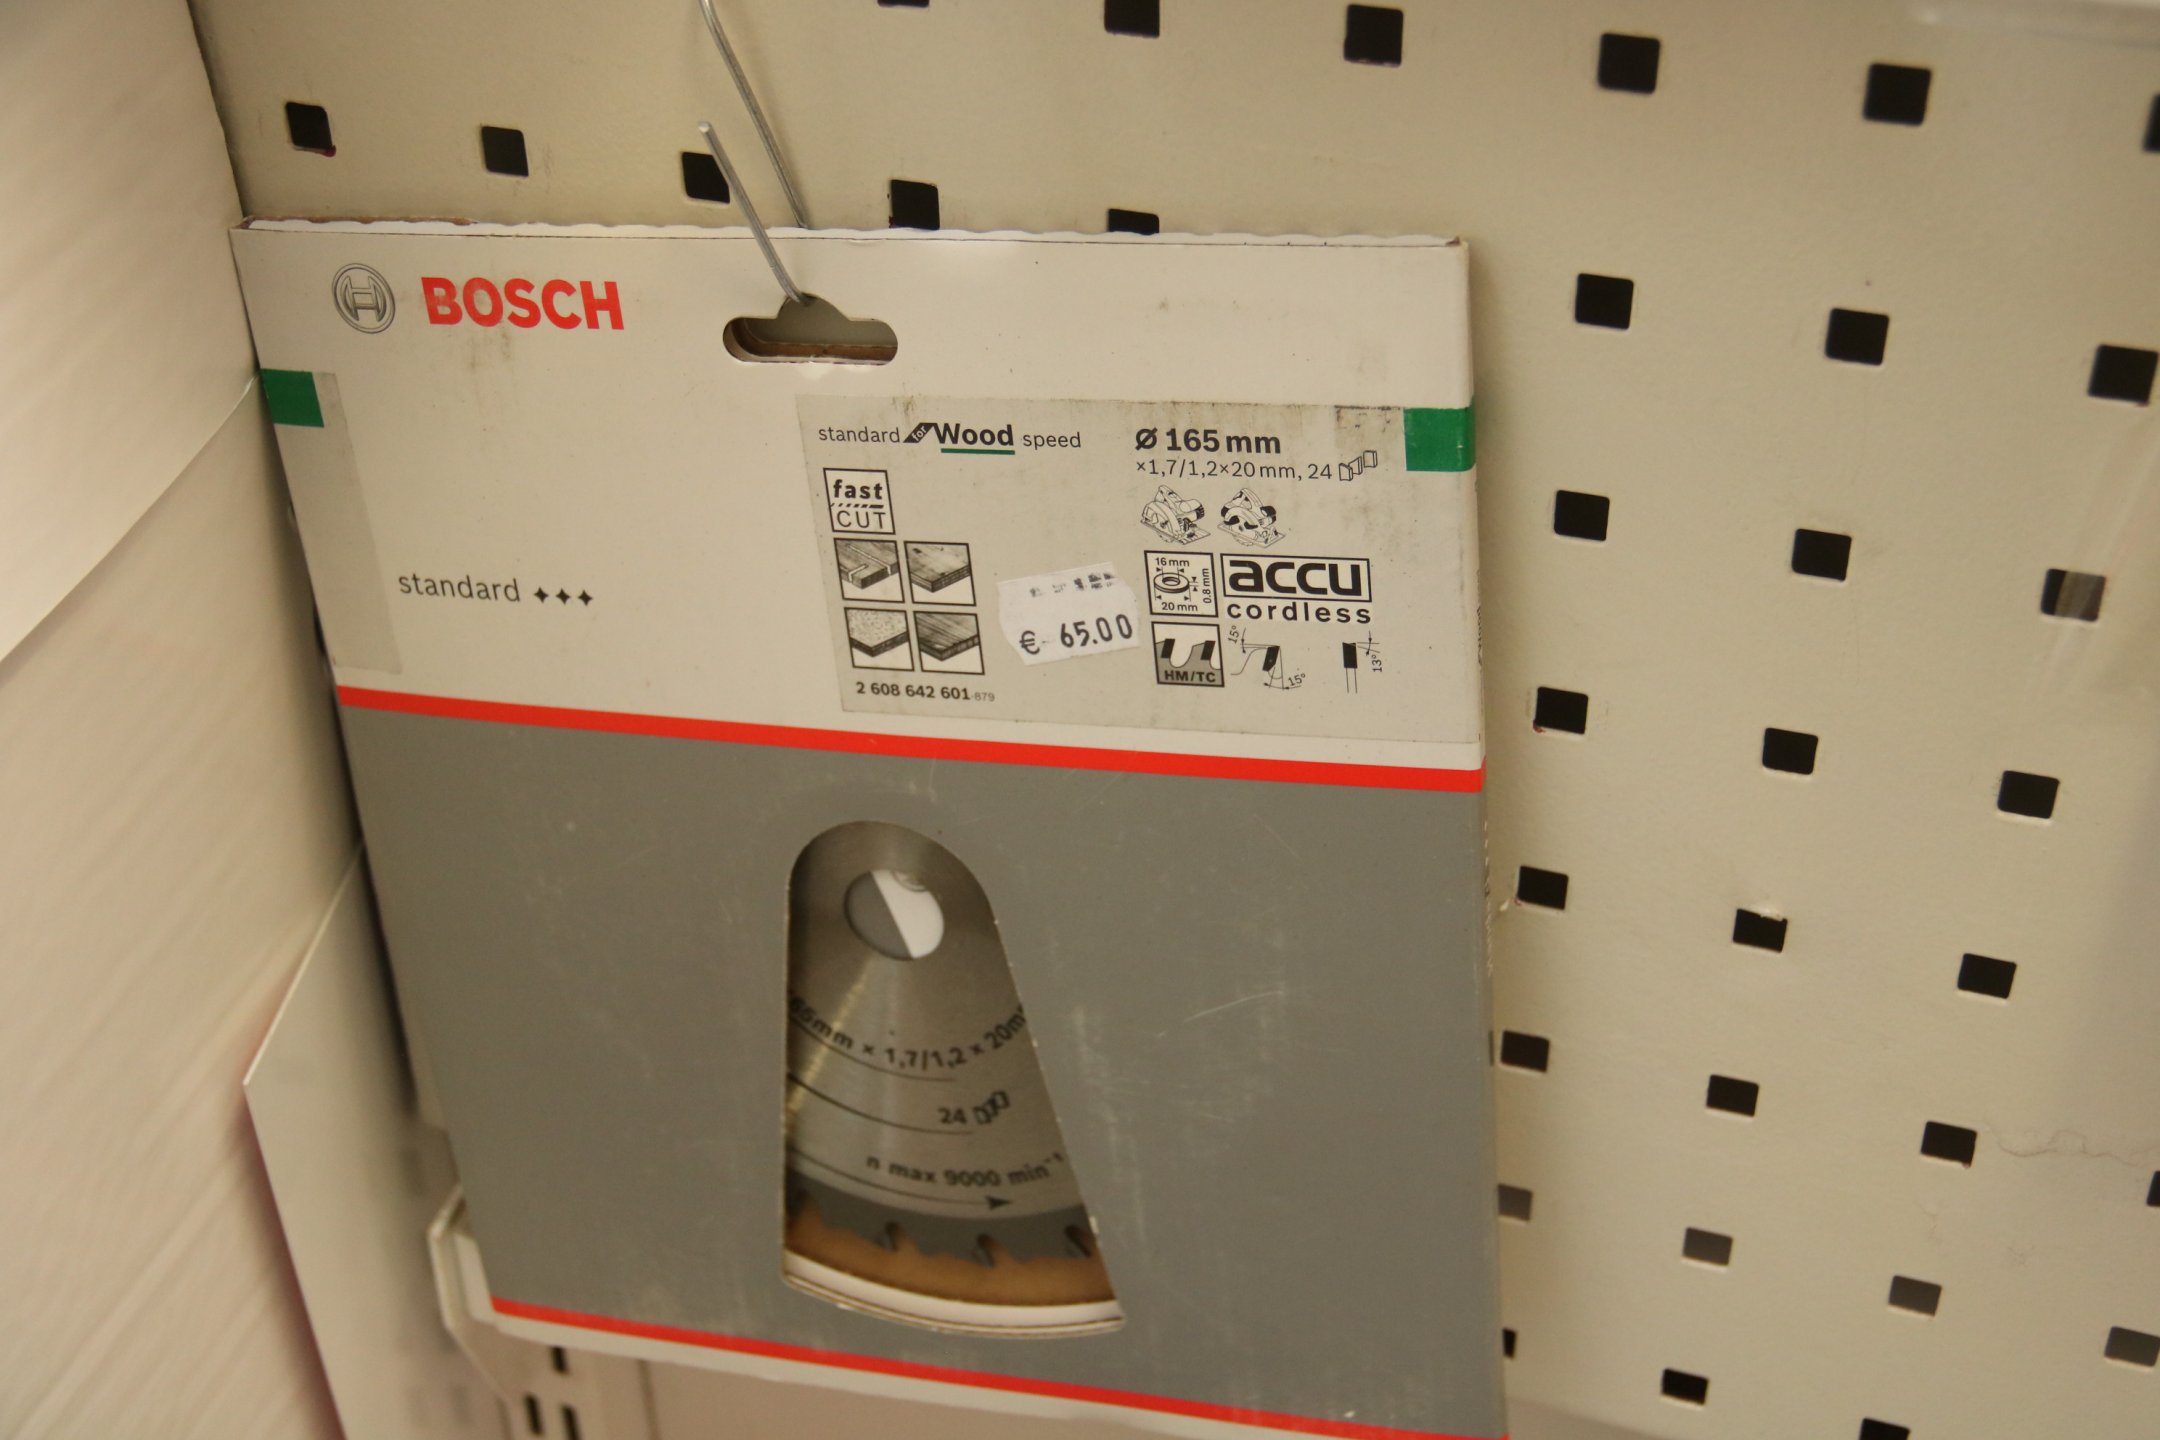 BOSCH
standard for Wood speed
Ø 165 mm
×1,7/1,2×20 mm, 24
fast
CUT
16 mm
0.8 mm
20 mm
accu
cordless
standard
€ 65.00
HM/TC
15°
15°
13°
2 608 642 601-879
65mm × 1,7/1,2 × 20m
24
n max 9000 min⁻¹